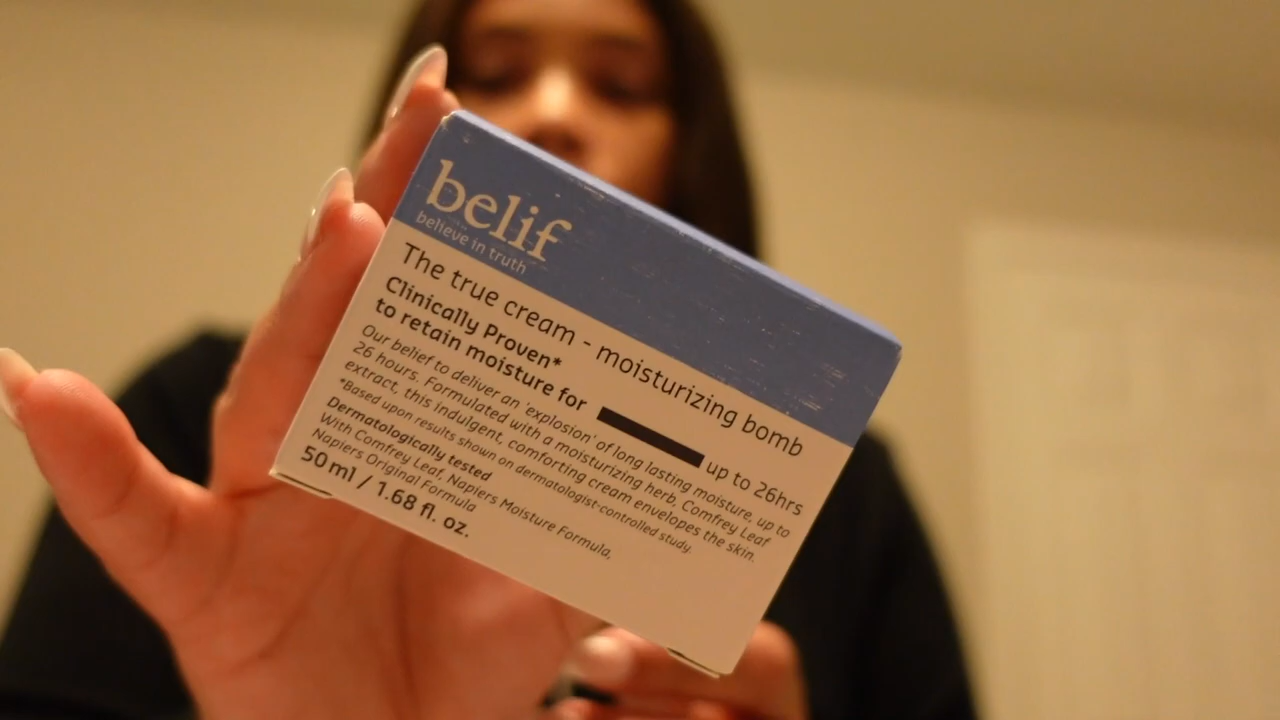 belif
believe in truth
The true cream - moisturizing bomb
Clinically Proven*
to retain moisture for up to 26hrs
Our belief to deliver an 'explosion' of long lasting moisture, up to
26 hours. Formulated with a moisturizing herb, Comfrey Leaf
extract, this indulgent, comforting cream envelopes the skin.
*Based upon results shown on dermatologist-controlled study.
Dermatologically tested
With Comfrey Leaf, Napiers Moisture Formula,
Napiers Original Formula
50 ml / 1.68 fl. oz.